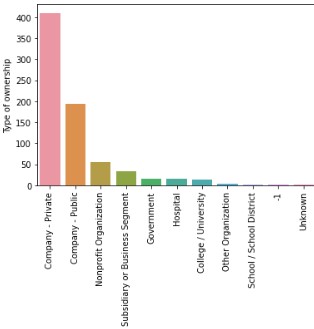 Type of ownership
400
350
300
250
200
150
100
50
0
Company - Private
Company - Public
Nonprofit Organization
Subsidiary or Business Segment
Government
Hospital
College / University
Other Organization
School / School District
-1
Unknown